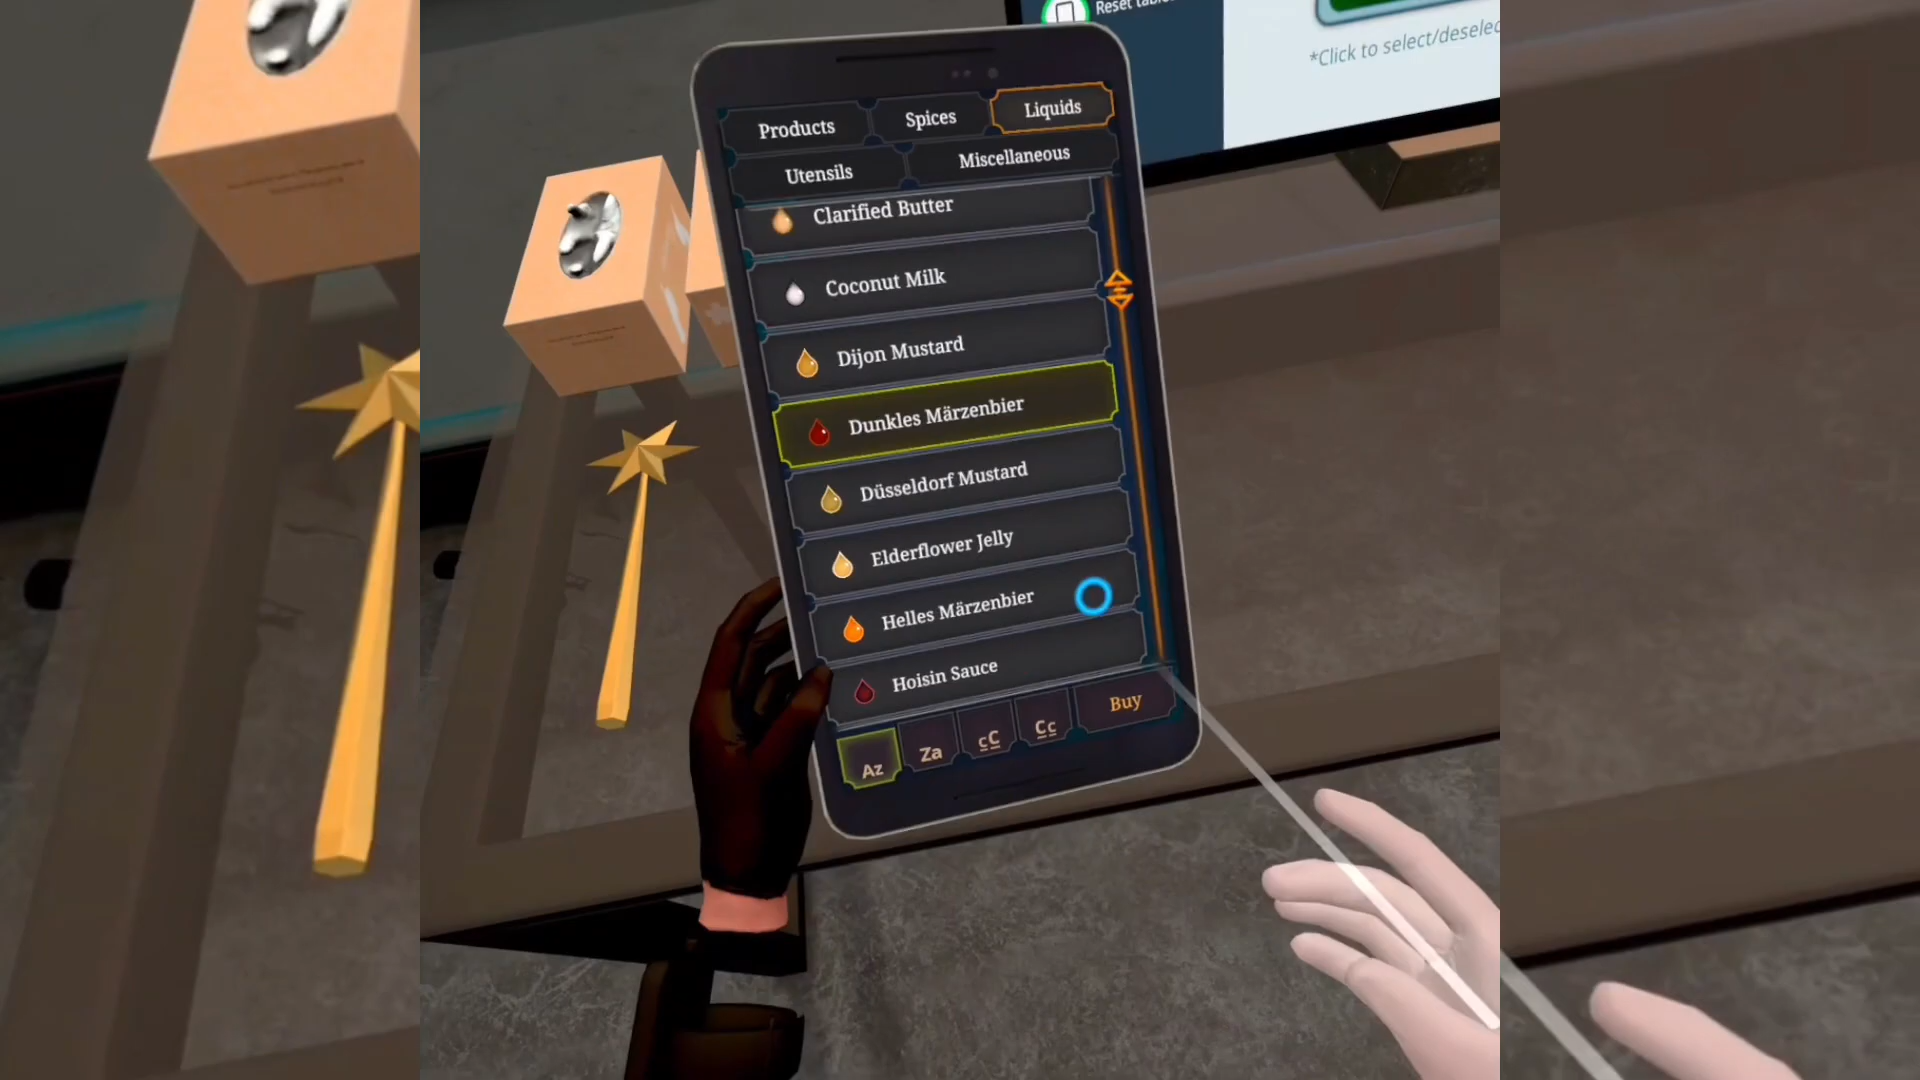 Reset
*Click to select/deselec
Products
Spices
Liquids
Utensils
Miscellaneous
Clarified Butter
Coconut Milk
Dijon Mustard
Dunkles Märzenbier
Düsseldorf Mustard
Elderflower Jelly
Helles Märzenbier
Hoisin Sauce
Az
Za
cC
Cc
Buy